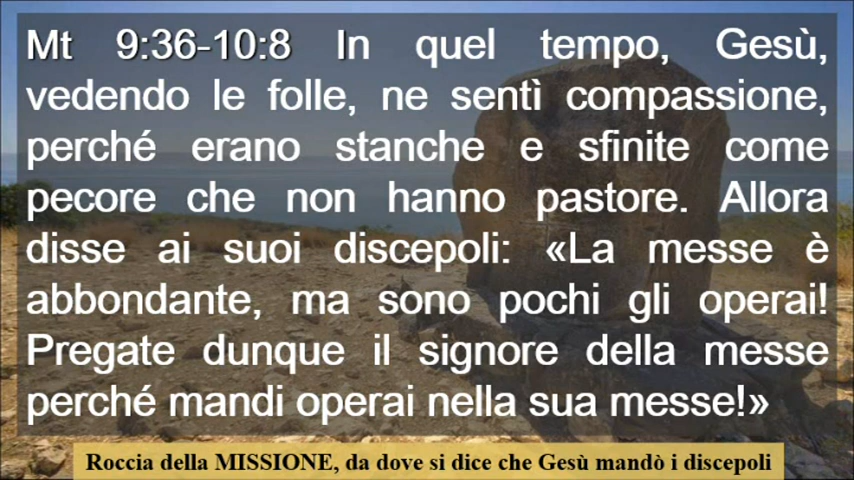 Mt 9:36-10:8 In quel tempo, Gesù,
vedendo le folle, ne sentì compassione,
perché erano stanche e sfinite come
pecore che non hanno pastore. Allora
disse ai suoi discepoli: «La messe è
abbondante, ma sono pochi gli operai!
Pregate dunque il signore della messe
perché mandi operai nella sua messe!»
Roccia della MISSIONE, da dove si dice che Gesù mandò i discepoli